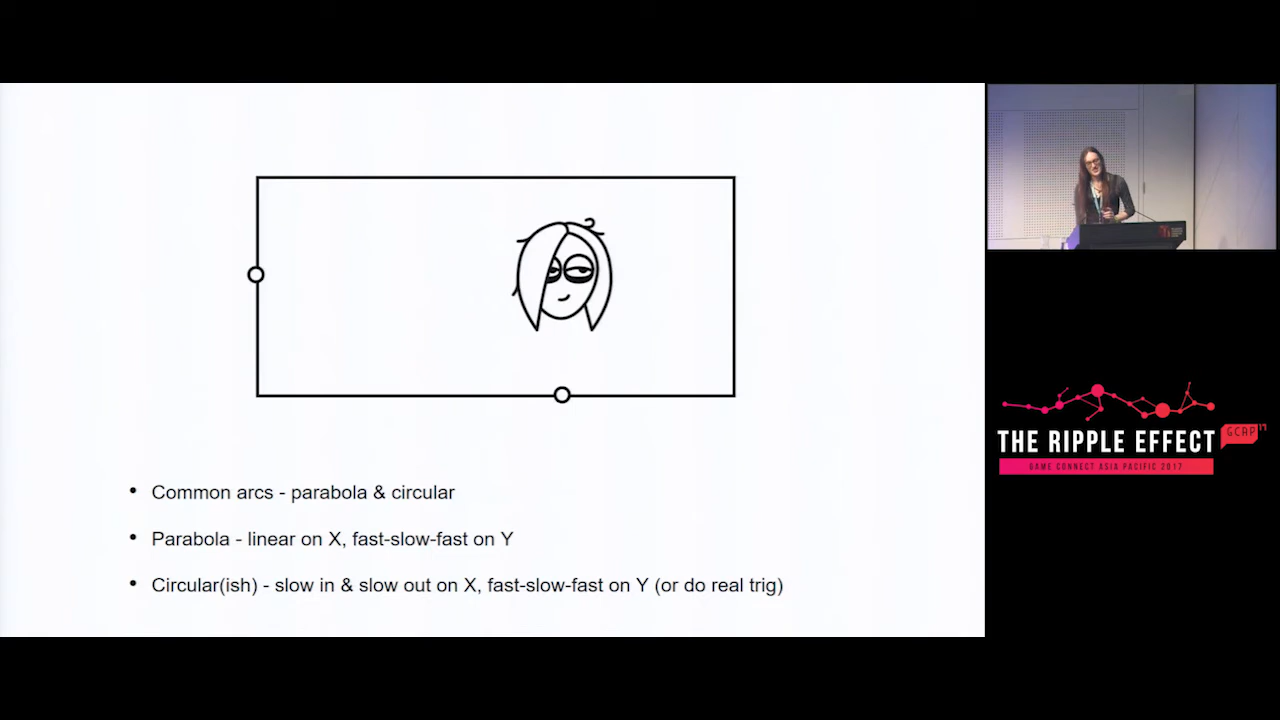 • Common arcs - parabola & circular
• Parabola - linear on X, fast-slow-fast on Y
• Circular(ish) - slow in & slow out on X, fast-slow-fast on Y (or do real trig)
THE RIPPLE EFFECT
GCAP 17
GAME CONNECT ASIA PACIFIC 2017